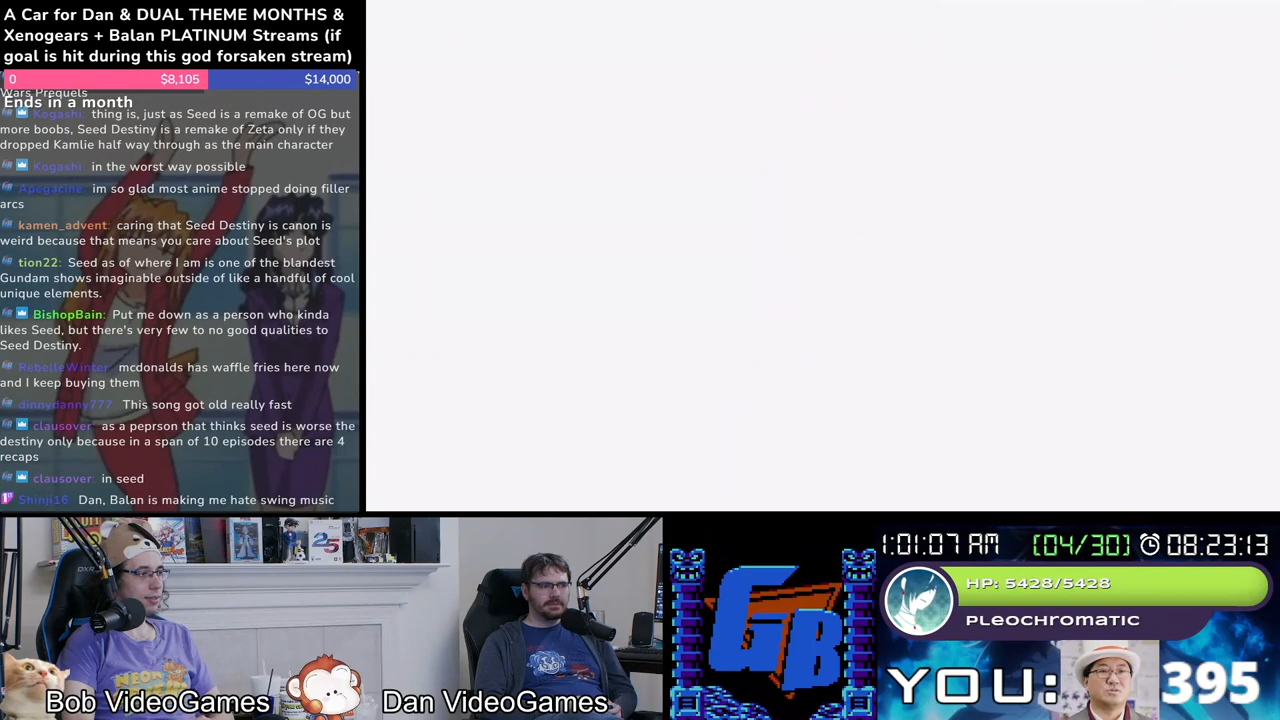 A Car for Dan & DUAL THEME MONTHS &
Xenogears + Balan PLATINUM Streams (if
goal is hit during this god forsaken stream)
0 $8,105 $14,000
Wars Prequels
Ends in a month
Kogashi: thing is, just as Seed is a remake of OG but
more boobs, Seed Destiny is a remake of Zeta only if they
dropped Kamlie half way through as the main character
Kogashi: in the worst way possible
Apegacine: im so glad most anime stopped doing filler
arcs
kamen_advent: caring that Seed Destiny is canon is
weird because that means you care about Seed's plot
tion22: Seed as of where I am is one of the blandest
Gundam shows imaginable outside of like a handful of cool
unique elements.
BishopBain: Put me down as a person who kinda
likes Seed, but there's very few to no good qualities to
Seed Destiny.
RebelleWinter: mcdonalds has waffle fries here now
and I keep buying them
dinnydanny777 This song got old really fast
clausover: as a peprson that thinks seed is worse the
destiny only because in a span of 10 episodes there are 4
recaps
clausover: in seed
Shinji16 Dan, Balan is making me hate swing music
1:01:07 AM [04/30] 08:23:13
HP: 5428/5428
Pleochromatic
GB
YOU: 395
NEON
25
DXR
Bob VideoGames
Dan VideoGames